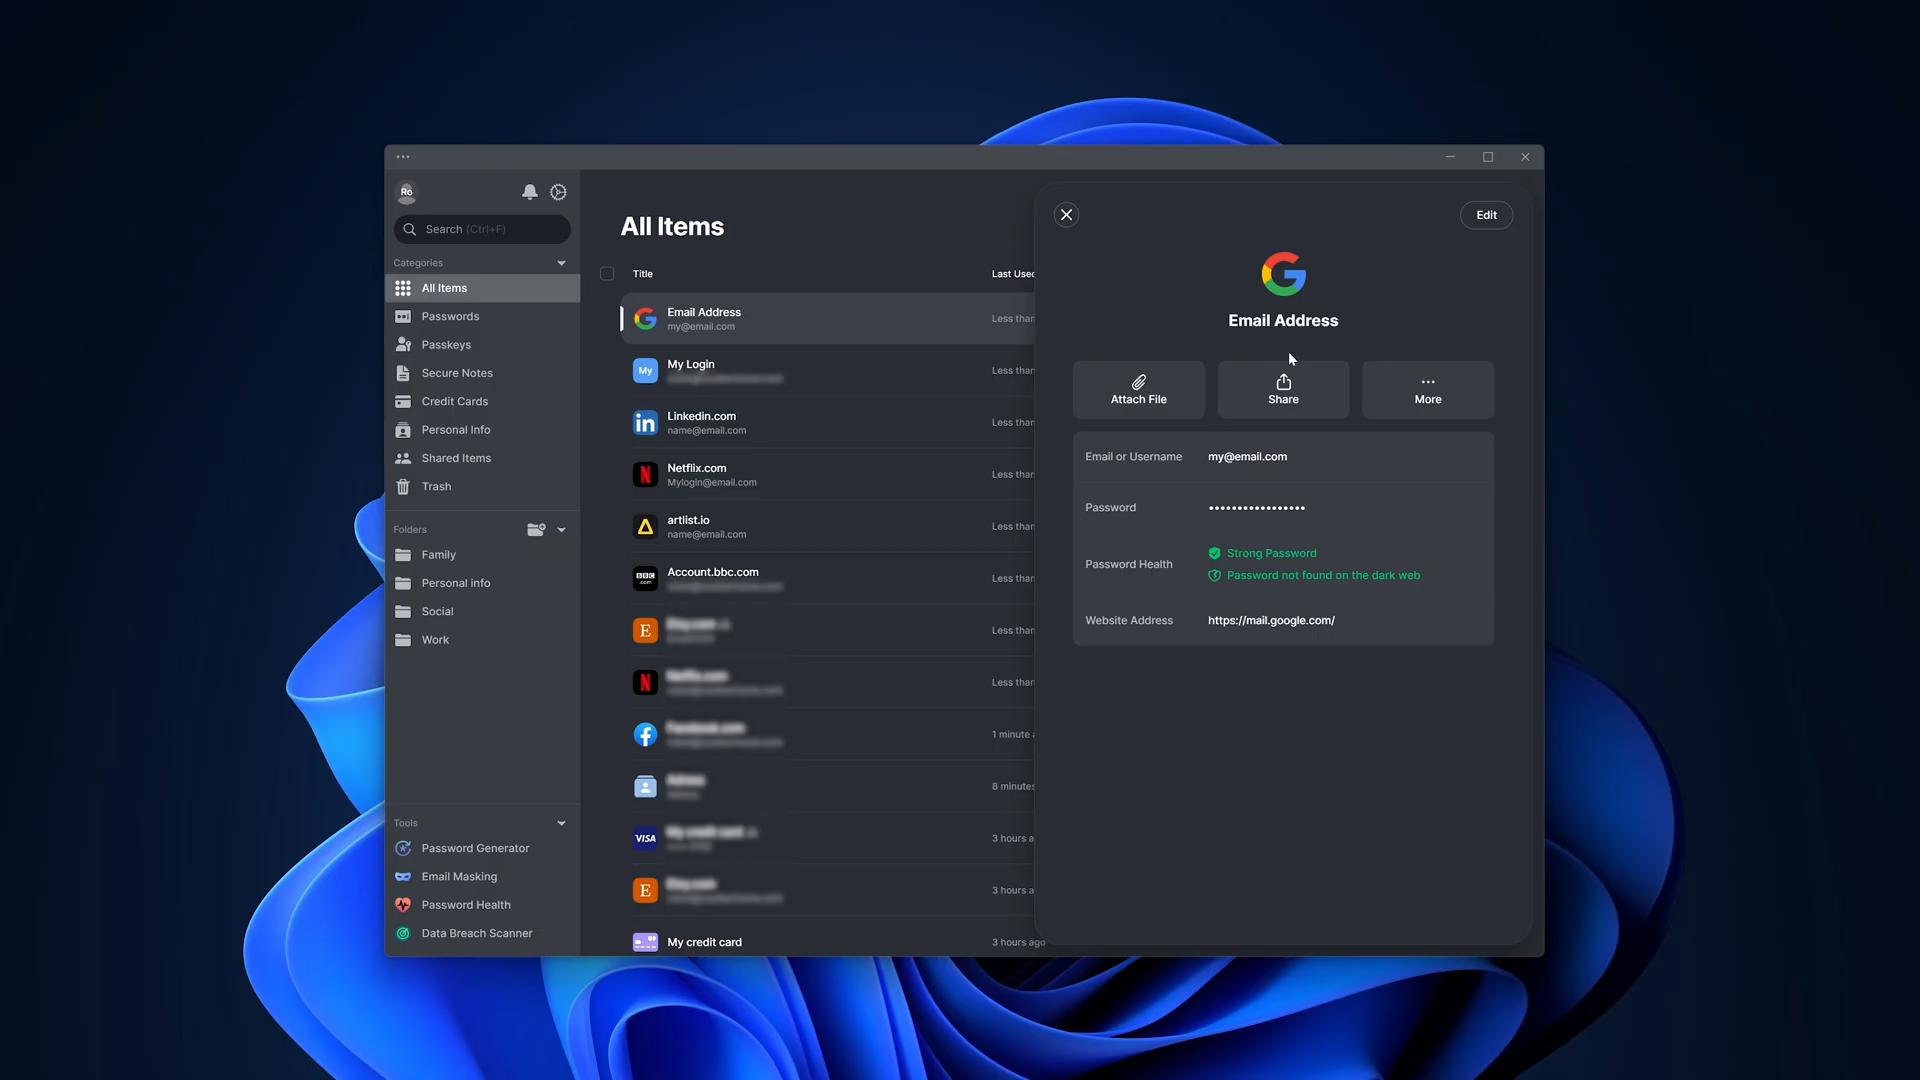 Ro
Search (Ctrl+F)
Categories
All Items
Passwords
Passkeys
Secure Notes
Credit Cards
Personal Info
Shared Items
Trash
Folders
Family
Personal info
Social
Work
Tools
Password Generator
Email Masking
Password Health
Data Breach Scanner
All Items
Title Last Used
Email Address
my@email.com
Less than
My
My Login
Less than
in
Linkedin.com
name@email.com
Less than
N
Netflix.com
Mylogin@email.com
Less than
artlist.io
name@email.com
Less than
BBC
.com
Account.bbc.com
Less than
E
Less than
N
Less than
1 minute
8 minutes
VISA
3 hours a
E
3 hours a
My credit card
3 hours ago
Edit
Email Address
Attach File
Share
More
Email or Username my@email.com
Password ••••••••••••••••
Password Health
Strong Password
Password not found on the dark web
Website Address https://mail.google.com/